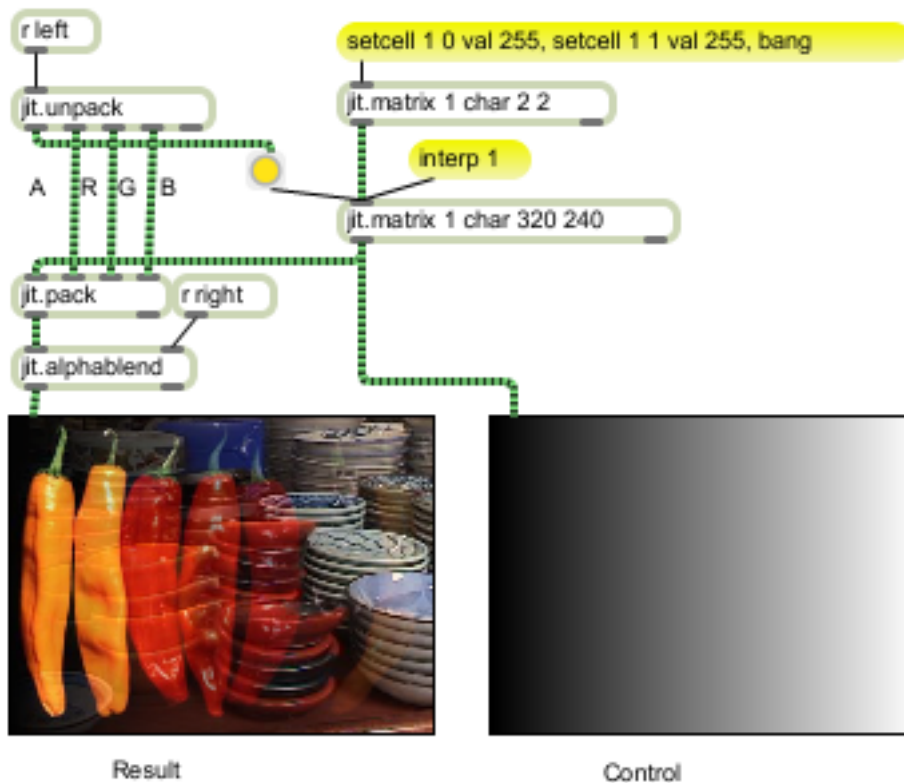 r left
setcell 1 0 val 255, setcell 1 1 val 255, bang
jit.unpack
jit.matrix 1 char 2 2
interp 1
A R G B
jit.matrix 1 char 320 240
jit.pack
r right
jit.alphablend
Result
Control